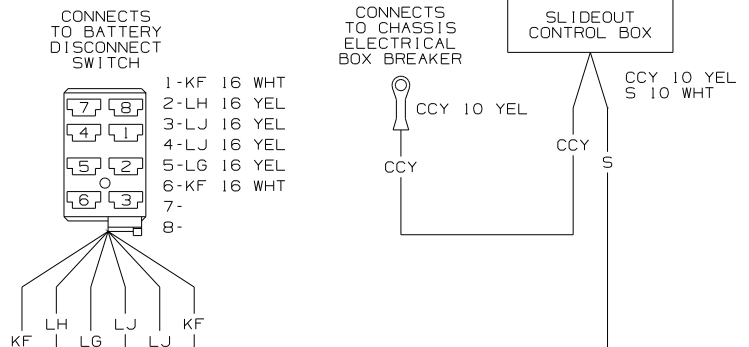 CONNECTS
TO BATTERY
DISCONNECT
SWITCH
1-KF 16 WHT
2-LH 16 YEL
3-LJ 16 YEL
4-LJ 16 YEL
5-LG 16 YEL
6-KF 16 WHT
7-
8-
7 8
4 1
5 2
6 3
KF
LH
LG
LJ
LJ
KF
CONNECTS
TO CHASSIS
ELECTRICAL
BOX BREAKER
CCY 10 YEL
CCY
SLIDEOUT
CONTROL BOX
CCY 10 YEL
S 10 WHT
CCY
S